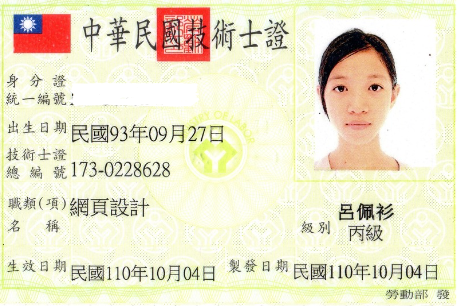 中華民國技術士證
身分證
統一編號:
出生日期 民國93年09月27日
技術士證
總編號 173-0228628
職類(項) 網頁設計
名稱
呂佩衫
級別 丙級
生效日期 民國110年10月04日 製發日期 民國110年10月04日
勞動部 發